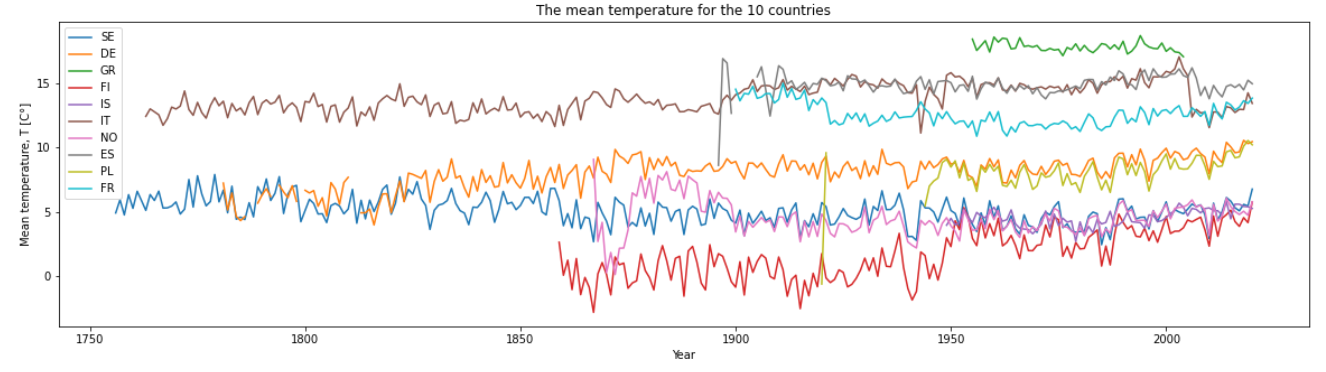 The mean temperature for the 10 countries
Mean temperature, T [C°]
15
10
5
0
SE
DE
GR
FI
IS
IT
NO
ES
PL
FR
1750
1800
1850
1900
1950
2000
Year